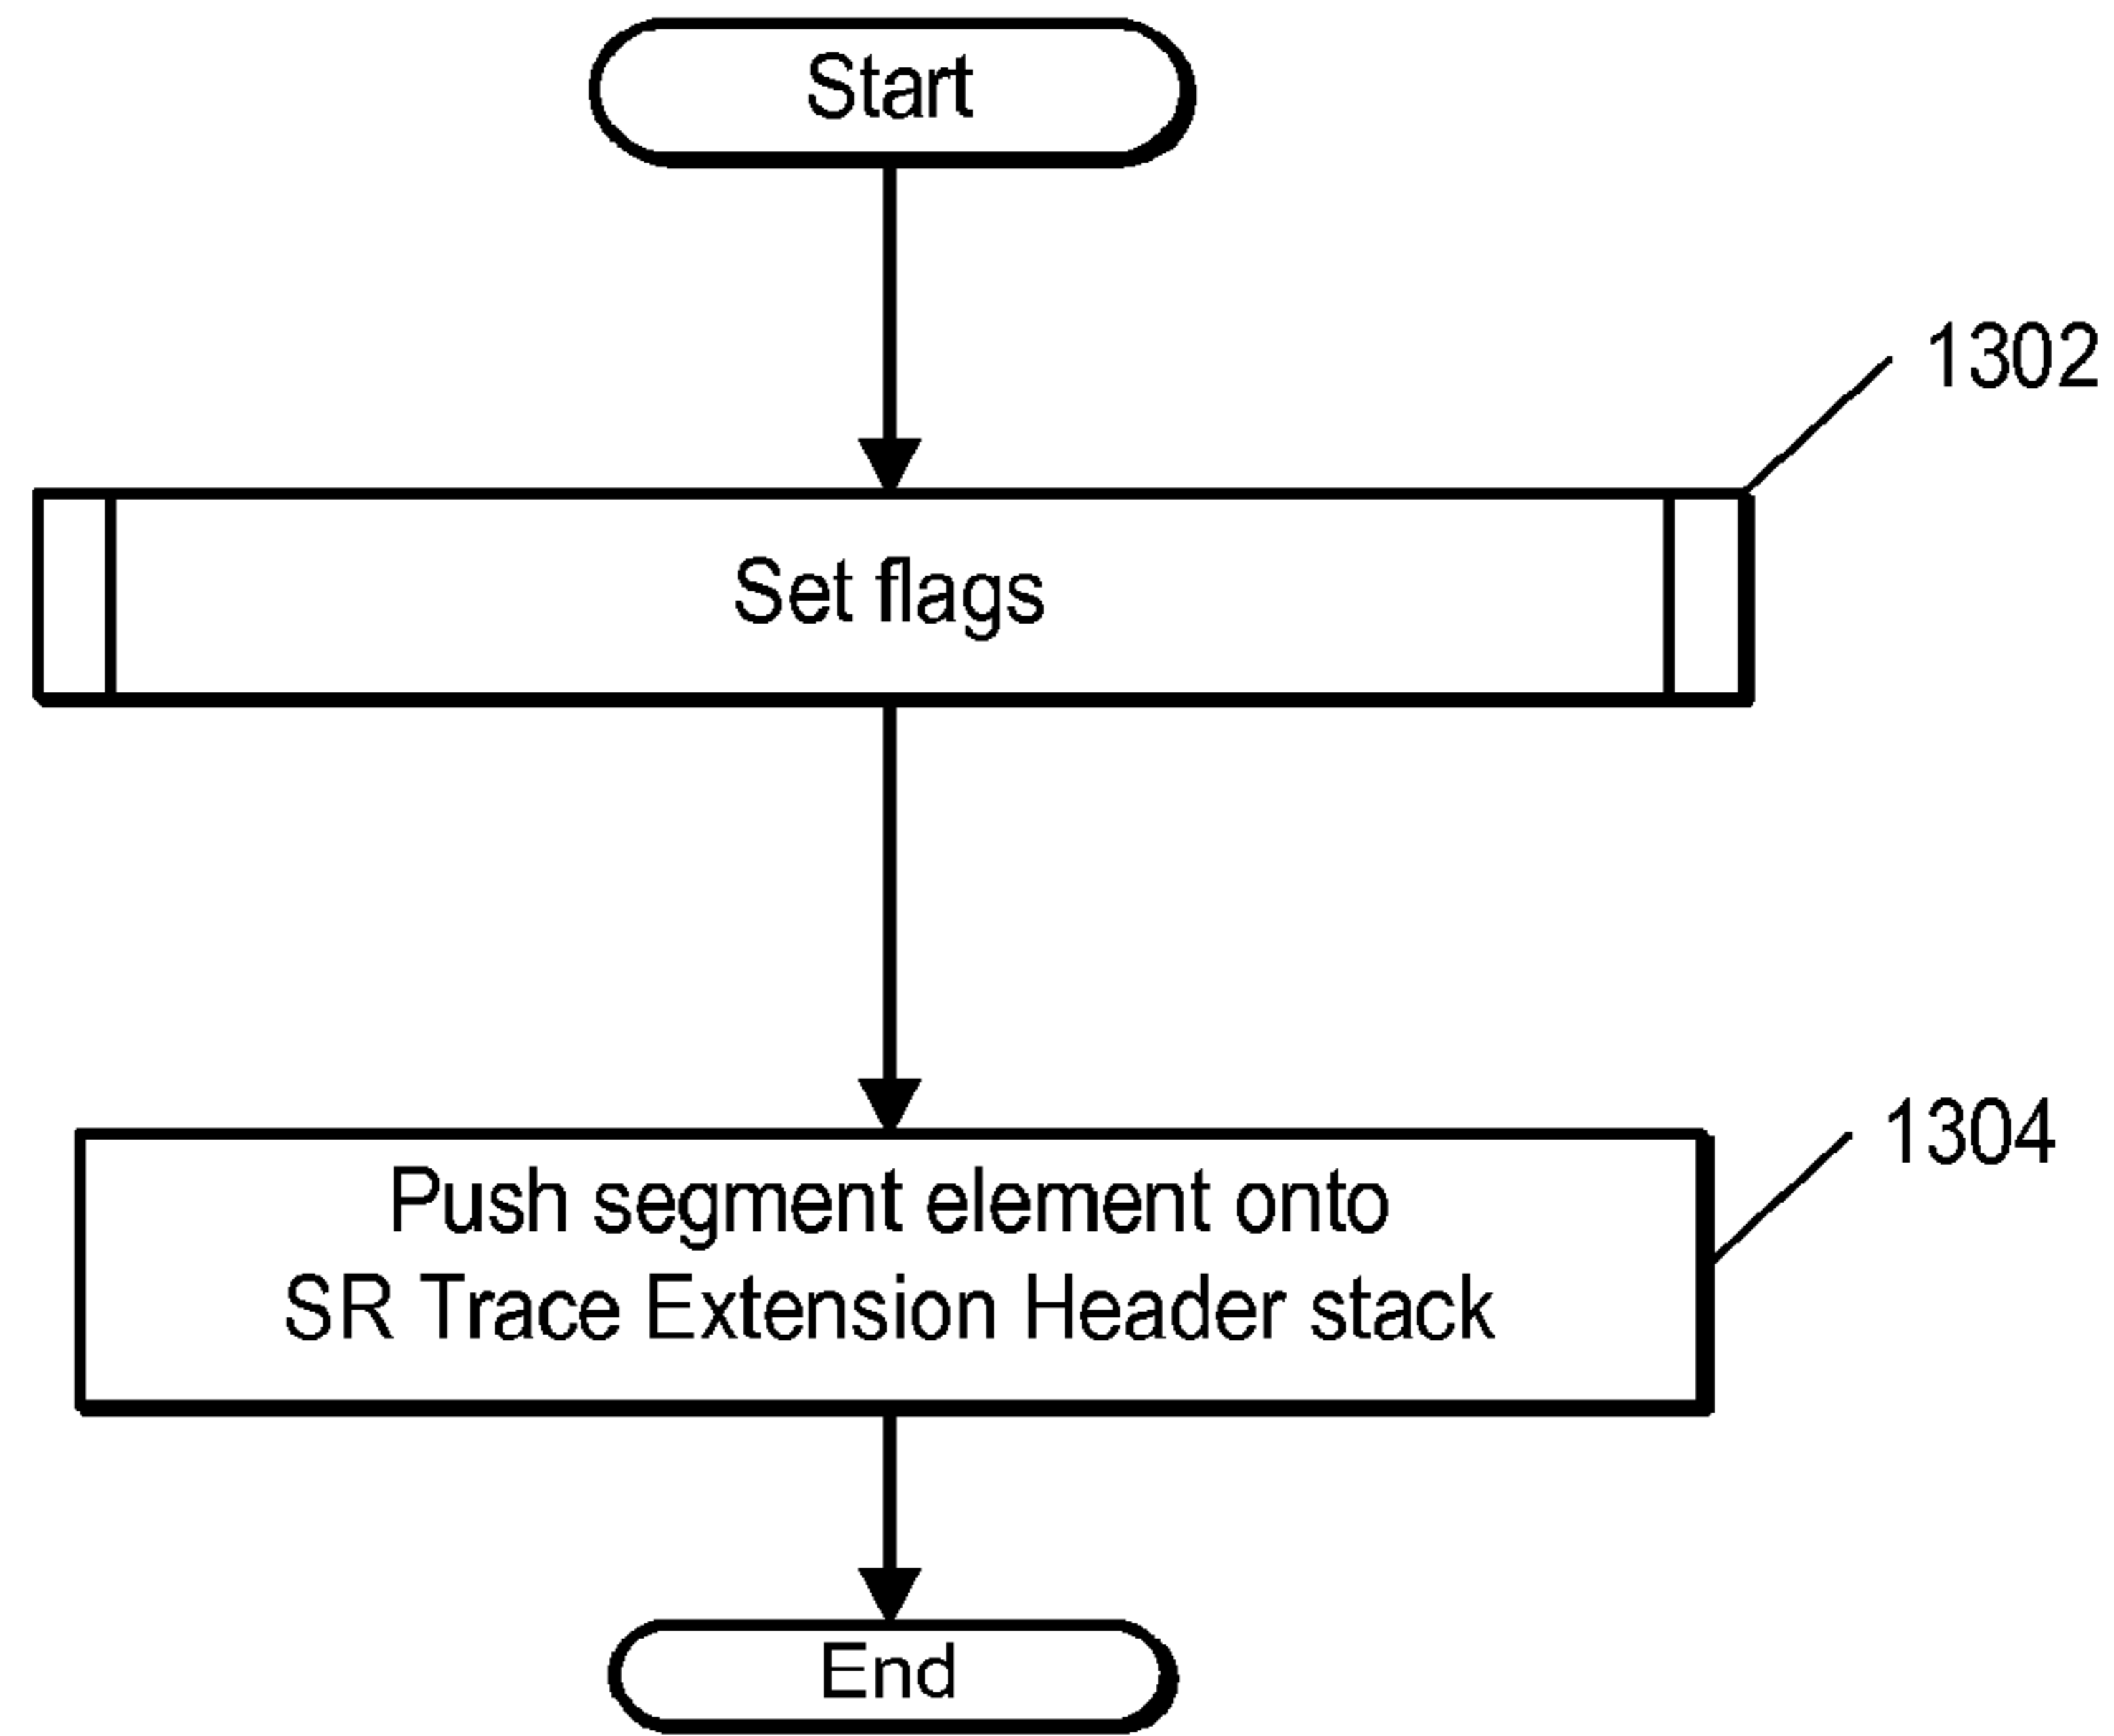 Start
1302
Set flags
1304
Push segment element onto
SR Trace Extension Header stack
End